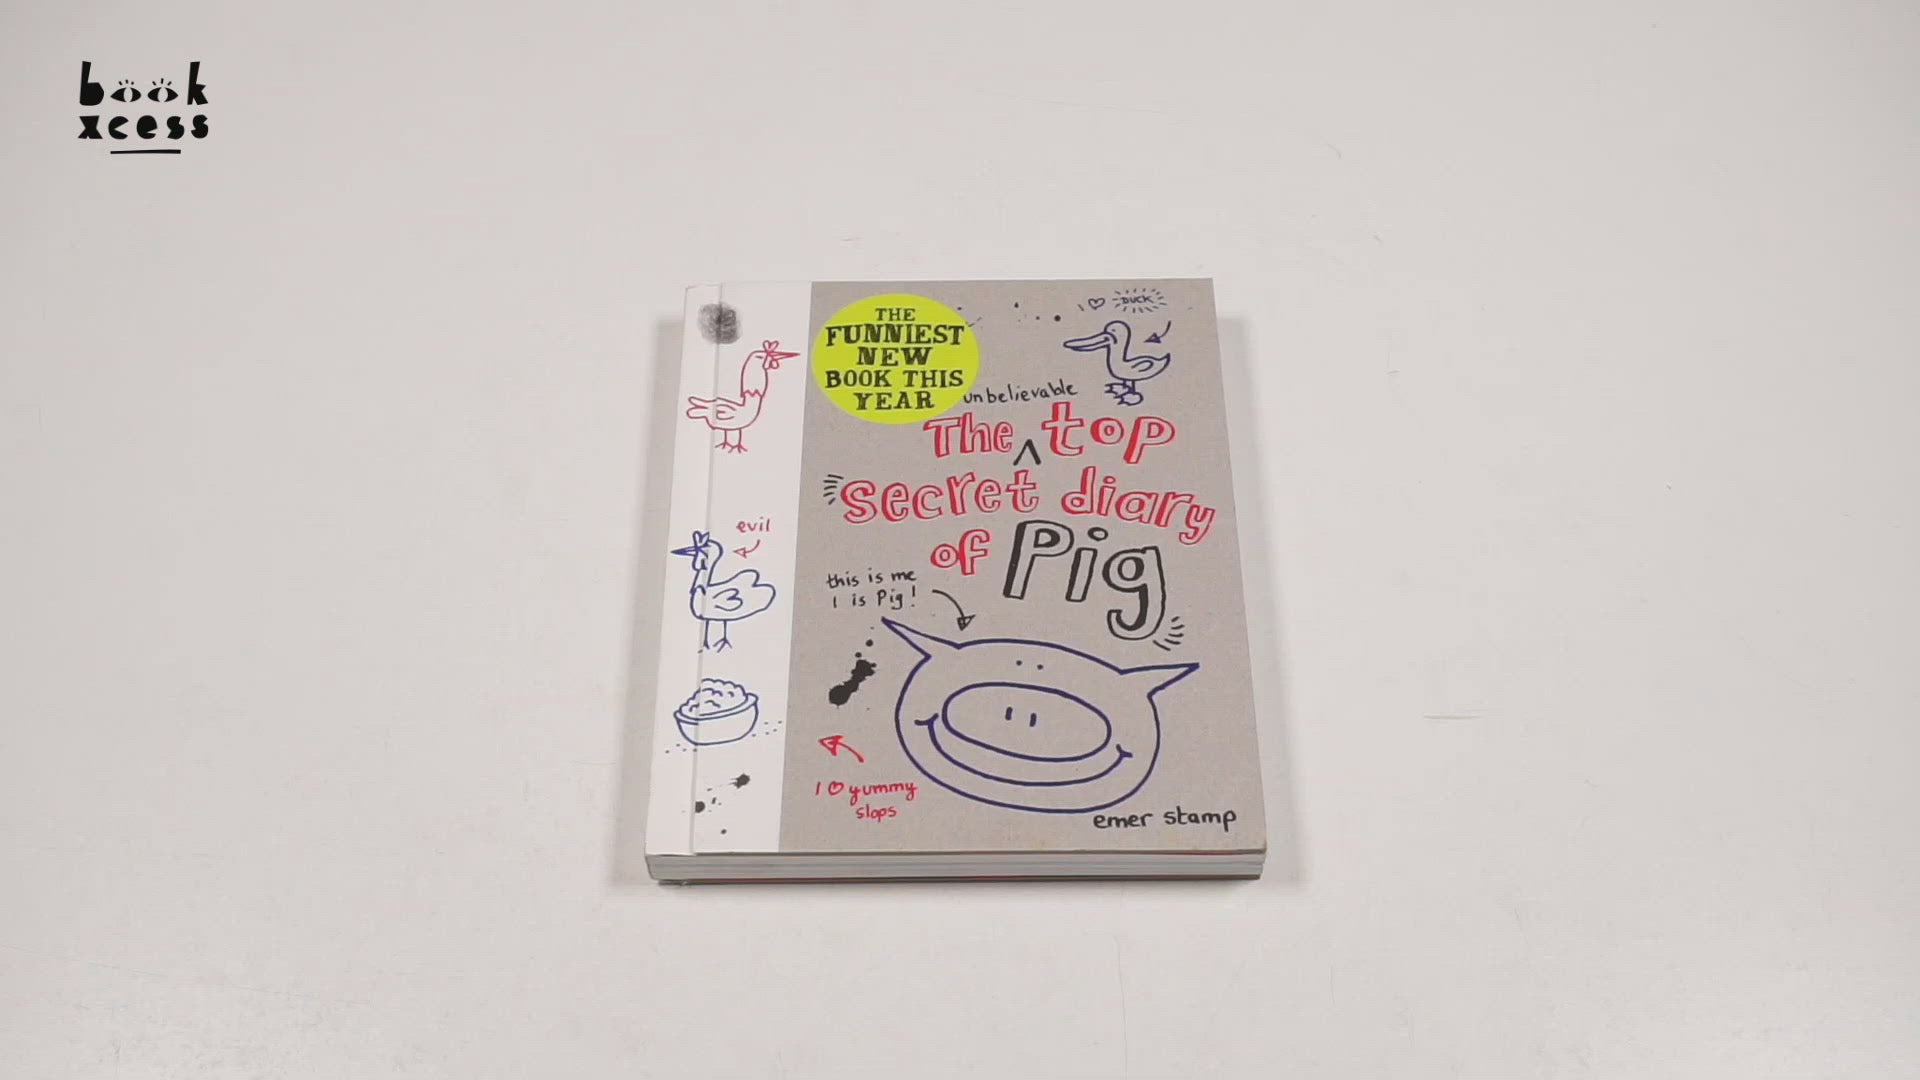 book
xcess
THE
FUNNIEST
NEW
BOOK THIS
YEAR
I ♡ DUCK
unbelievable
The ^ top
secret diary
of Pig
evil
this is me
I is Pig!
I ♡ yummy
slops
emer stamp